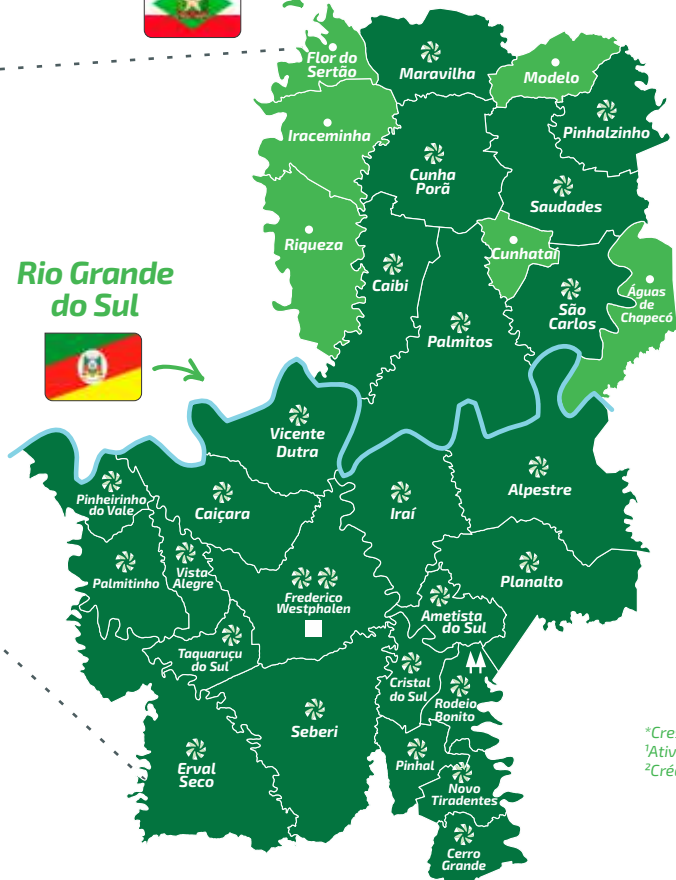 Flor do
Sertão
Maravilha
Modelo
Pinhalzinho
Iraceminha
Cunha
Porã
Saudades
Riqueza
Cunhataí
Rio Grande
do Sul
Caibi
Águas
de
Chapecó
São
Carlos
Palmitos
Vicente
Dutra
Pinheirinho
do Vale
Caiçara
Iraí
Alpestre
Palmitinho
Vista
Alegre
Frederico
Westphalen
Planalto
Ametista
do Sul
Taquaruçu
do Sul
Cristal
do Sul
Rodeio
Bonito
Seberi
Erval
Seco
Pinhal
Novo
Tiradentes
Cerro
Grande